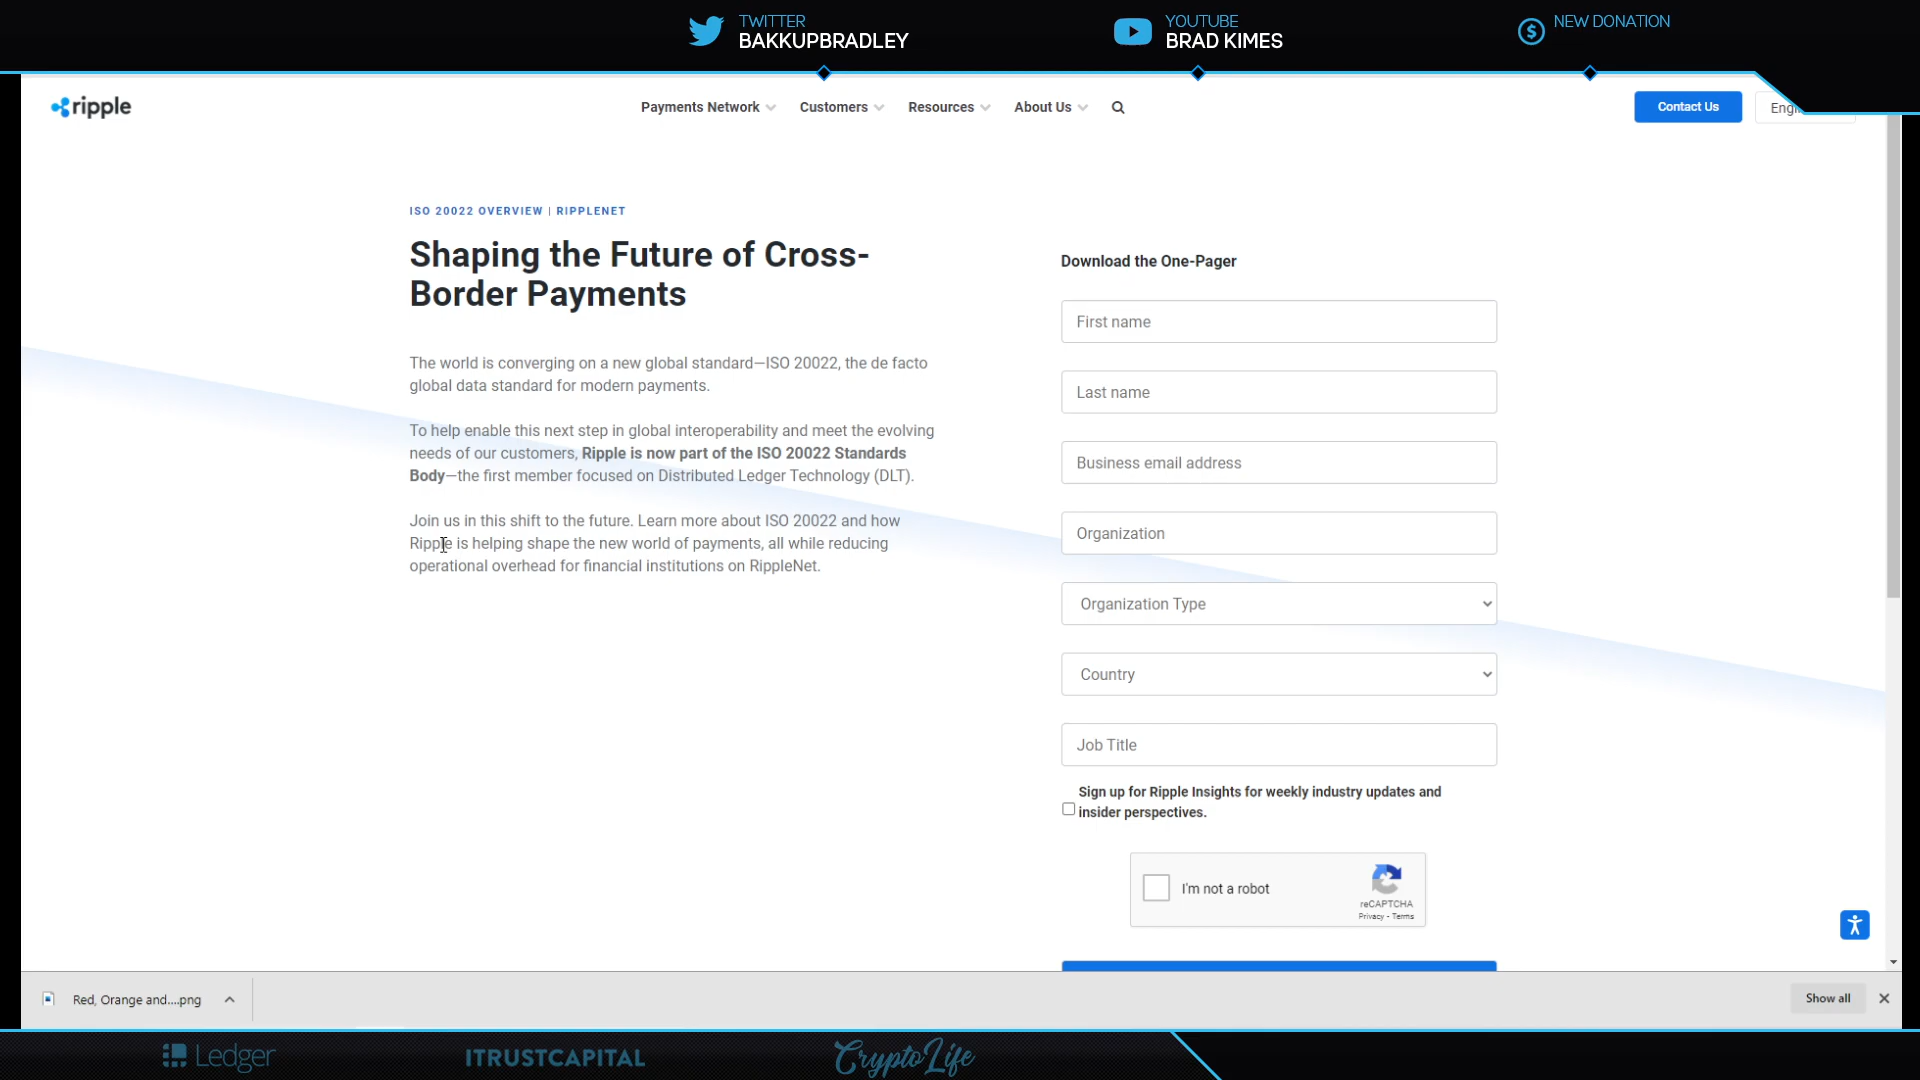 TWITTER
BAKKUPBRADLEY
YOUTUBE
BRAD KIMES
NEW DONATION
ripple
Payments Network
Customers
Resources
About Us
Contact Us
ISO 20022 OVERVIEW | RIPPLENET
Shaping the Future of Cross-
Border Payments
The world is converging on a new global standard—ISO 20022, the de facto
global data standard for modern payments.
To help enable this next step in global interoperability and meet the evolving
needs of our customers, Ripple is now part of the ISO 20022 Standards
Body—the first member focused on Distributed Ledger Technology (DLT).
Join us in this shift to the future. Learn more about ISO 20022 and how
Ripple is helping shape the new world of payments, all while reducing
operational overhead for financial institutions on RippleNet.
Download the One-Pager
First name
Last name
Business email address
Organization
Organization Type
Country
Job Title
Sign up for Ripple Insights for weekly industry updates and
insider perspectives.
I'm not a robot
reCAPTCHA
Privacy - Terms
Red, Orange and....png
Show all
Ledger
ITRUSTCAPITAL
CryptoLife